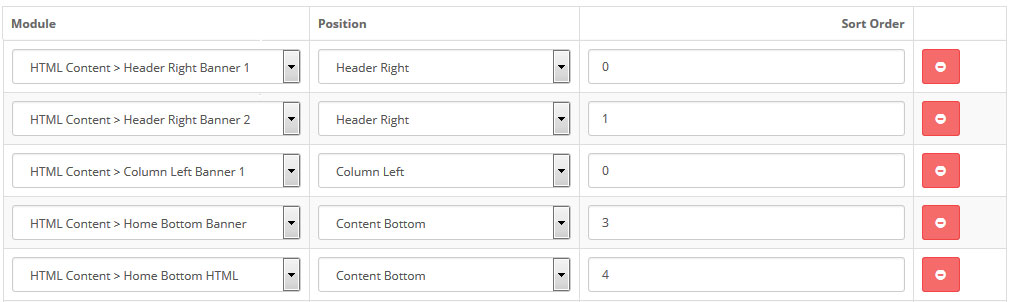 Module Position Sort Order
HTML Content > Header Right Banner 1 Header Right 0
HTML Content > Header Right Banner 2 Header Right 1
HTML Content > Column Left Banner 1 Column Left 0
HTML Content > Home Bottom Banner Content Bottom 3
HTML Content > Home Bottom HTML Content Bottom 4